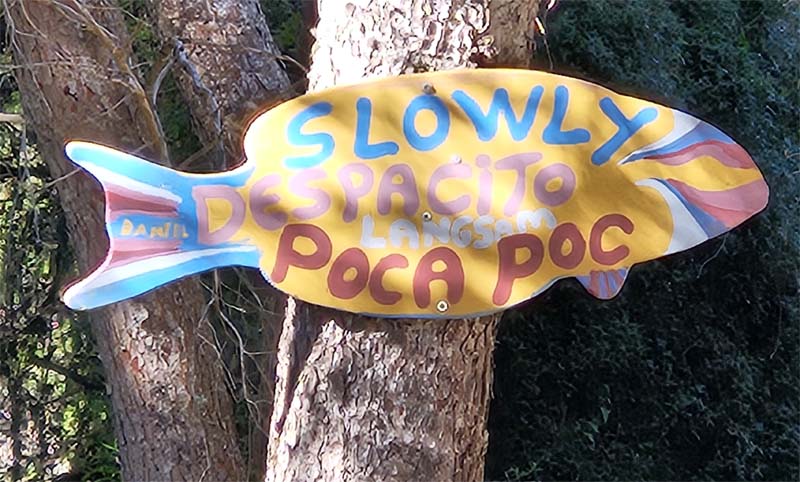 SLOWLY
DESPACiTO
DANiEL
LANGSAM
POCA POC